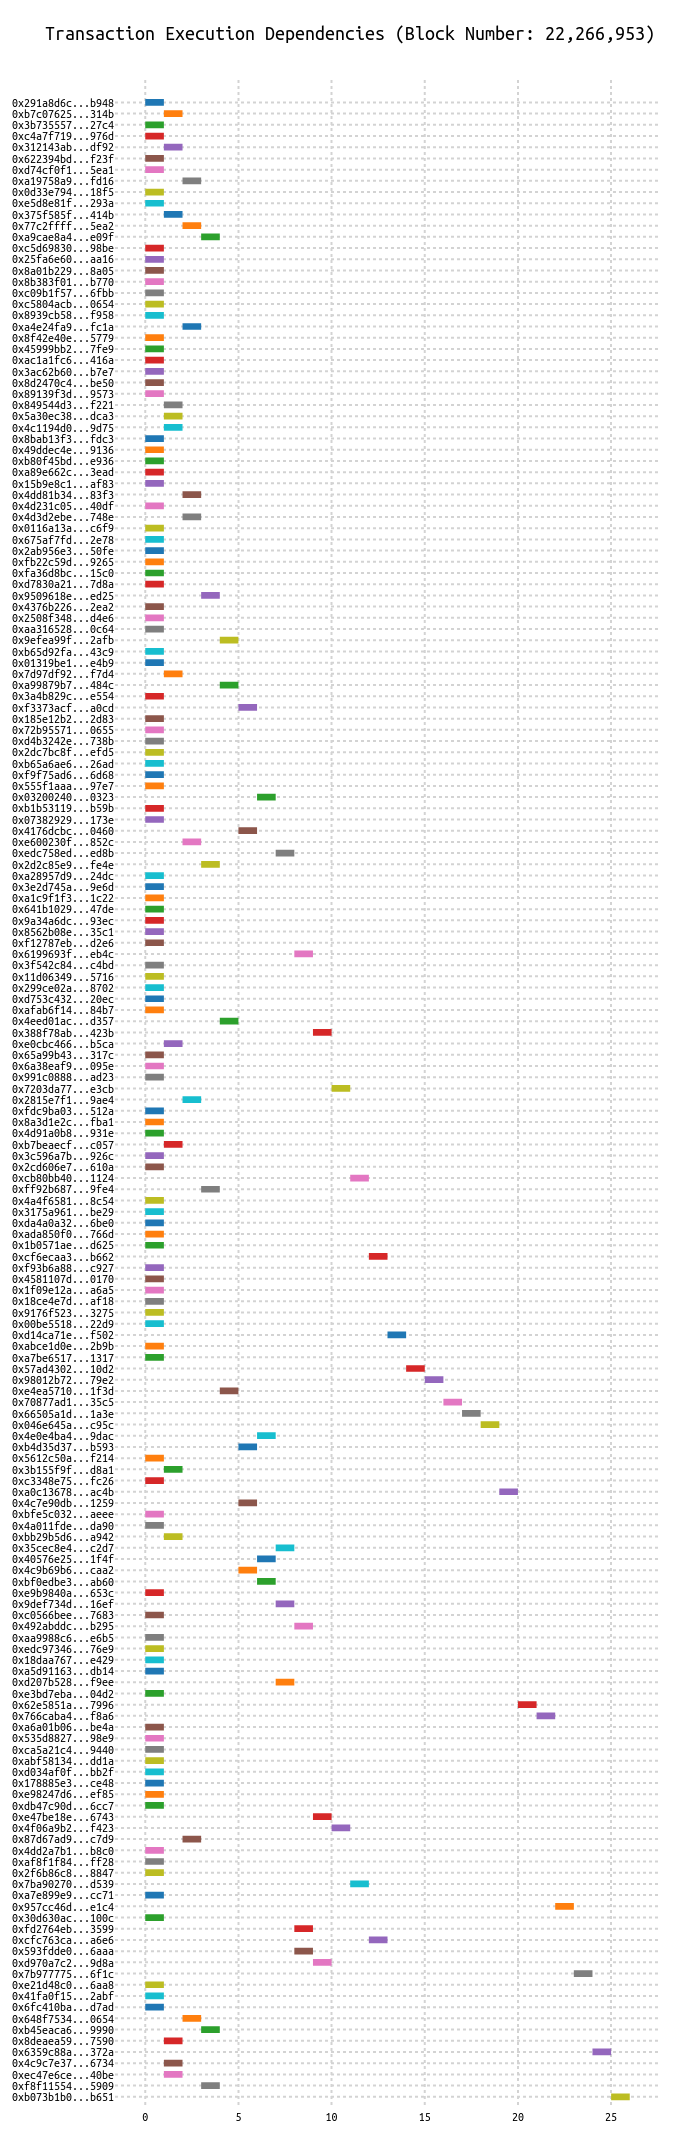 Transaction Execution Dependencies (Block Number: 22,266,953)
0x291a8d6c...b948
0xb7c07625...314b
0x3b735557...27c4
0xc4a7f719...976d
0x312143ab...df92
0x622394bd...f23f
0xd74cf0f1...5ea1
0xa19758a9...fd16
0x0d33e794...18f5
0xe5d8e81f...293a
0x375f585f...414b
0x77c2ffff...5ea2
0xa9cae8a4...e09f
0xc5d69830...98be
0x25fa6e60...aa16
0x8a01b229...8a05
0x8b383f01...b770
0xc09b1f57...6fbb
0xc5804acb...0654
0x8939cb58...f958
0xa4e24fa9...fc1a
0x8f42e40e...5779
0x45999bb2...7fe9
0xac1a1fc6...416a
0x3ac62b60...b7e7
0x8d2470c4...be50
0x89139f3d...9573
0x849544d3...f221
0x5a30ec38...dca3
0x4c1194d0...9d75
0x8bab13f3...fdc3
0x49ddec4e...9136
0xb80f45bd...e936
0xa89e662c...3ead
0x15b9e8c1...af83
0x4dd81b34...83f3
0x4d231c05...40df
0x4d3d2ebe...748e
0x0116a13a...c6f9
0x675af7fd...2e78
0x2ab956e3...50fe
0xfb22c59d...9265
0xfa36d8bc...15c0
0xd7830a21...7d8a
0x9509618e...ed25
0x4376b226...2ea2
0x2508f348...d4e6
0xaa316528...0c64
0x9efea99f...2afb
0xb65d92fa...43c9
0x01319be1...e4b9
0x7d97df92...f7d4
0xa99879b7...484c
0x3a4b829c...e554
0xf3373acf...a0cd
0x185e12b2...2d83
0x72b95571...0655
0xd4b3242e...738b
0x2dc7bc8f...efd5
0xb65a6ae6...26ad
0xf9f75ad6...6d68
0x555f1aaa...97e7
0x03200240...0323
0xb1b53119...b59b
0x07382929...173e
0x4176dcbc...0460
0xe600230f...852c
0xedc758ed...ed8b
0x2d2c85e9...fe4e
0xa28957d9...24dc
0x3e2d745a...9e6d
0xa1c9f1f3...1c22
0x641b1029...47de
0x9a34a6dc...93ec
0x8562b08e...35c1
0xf12787eb...d2e6
0x6199693f...eb4c
0x3f542c84...c4bd
0x11d06349...5716
0x299ce02a...8702
0xd753c432...20ec
0xafab6f14...84b7
0x4eed01ac...d357
0x388f78ab...423b
0xe0cbc466...b5ca
0x65a99b43...317c
0x6a38eaf9...095e
0x991c0888...ad23
0x7203da77...e3cb
0x2815e7f1...9ae4
0xfdc9ba03...512a
0x8a3d1e2c...fba1
0x4d91a0b8...931e
0xb7beaecf...c057
0x3c596a7b...926c
0x2cd606e7...610a
0xcb80bb40...1124
0xff92b687...9fe4
0x4a4f6581...8c54
0x3175a961...be29
0xda4a0a32...6be0
0xada850f0...766d
0x1b0571ae...d625
0xcf6ecaa3...b662
0xf93b6a88...c927
0x4581107d...0170
0x1f09e12a...a6a5
0x18ce4e7d...af18
0x9176f523...3275
0x00be5518...22d9
0xd14ca71e...f502
0xabce1d0e...2b9b
0xa7be6517...1317
0x57ad4302...10d2
0x98012b72...79e2
0xe4ea5710...1f3d
0x70877ad1...35c5
0x66505a1d...1a3e
0x046e645a...c95c
0x4e0e4ba4...9dac
0xb4d35d37...b593
0x5612c50a...f214
0x3b155f9f...d8a1
0xc3348e75...fc26
0xa0c13678...ac4b
0x4c7e90db...1259
0xbfe5c032...aeee
0x4a011fde...da90
0xbb29b5d6...a942
0x35cec8e4...c2d7
0x40576e25...1f4f
0x4c9b69b6...caa2
0xbf0edbe3...ab60
0xe9b9840a...653c
0x9def734d...16ef
0xc0566bee...7683
0x492abddc...b295
0xaa9988c6...e6b5
0xedc97346...76e9
0x18daa767...e429
0xa5d91163...db14
0xd207b528...f9ee
0xe3bd7eba...04d2
0x62e5851a...7996
0x766caba4...f8a6
0xa6a01b06...be4a
0x535d8827...98e9
0xca5a21c4...9440
0xabf58134...dd1a
0xd034af0f...bb2f
0x178885e3...ce48
0xe98247d6...ef85
0xdb47c90d...6cc7
0xe47be18e...6743
0x4f06a9b2...f423
0x87d67ad9...c7d9
0x4dd2a7b1...b8c0
0xaf8f1f84...ff28
0x2f6b86c8...8847
0x7ba90270...d539
0xa7e899e9...cc71
0x957cc46d...e1c4
0x30d630ac...100c
0xfd2764eb...3599
0xcfc763ca...a6e6
0x593fdde0...6aaa
0xd970a7c2...9d8a
0x7b977775...6f1c
0xe21d48c0...6aa8
0x41fa0f15...2abf
0x6fc410ba...d7ad
0x648f7534...0654
0xb45eaca6...9990
0x8deaea59...7590
0x6359c88a...372a
0x4c9c7e37...6734
0xec47e6ce...40be
0xf8f11554...5909
0xb073b1b0...b651
0 5 10 15 20 25